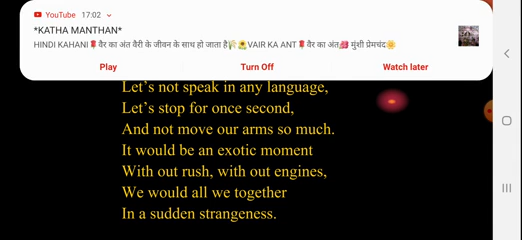 YouTube 17:02
*KATHA MANTHAN*
HINDI KAHANI🌹वैर का अंत वैरी के जीवन के साथ हो जाता है🌾🌻VAIR KA ANT🌹वैर का अंत🌺 मुंशी प्रेमचंद🌞
Play Turn Off Watch later
Let's not speak in any language,
Let's stop for once second,
And not move our arms so much.
It would be an exotic moment
With out rush, with out engines,
We would all we together
In a sudden strangeness.